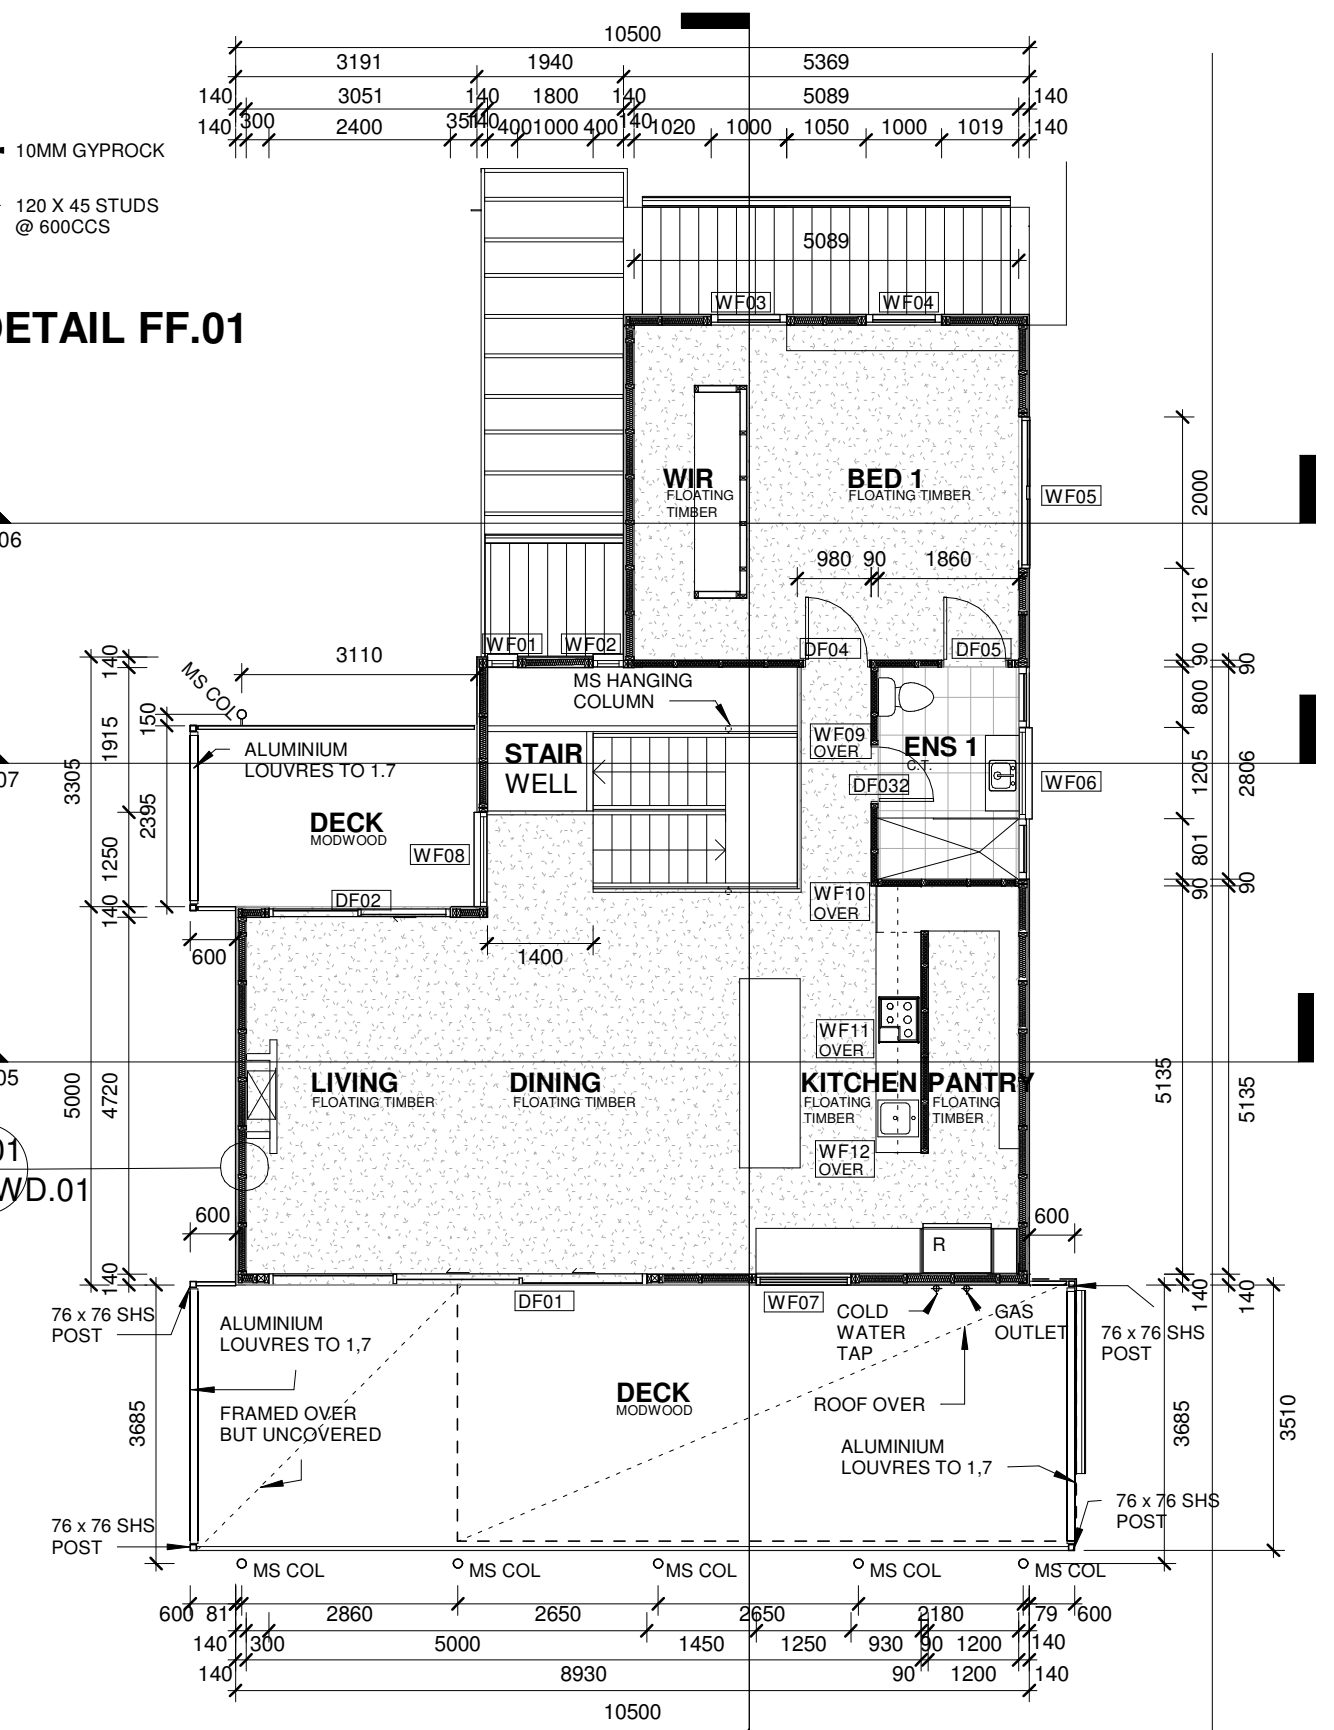 10500
3191 1940 5369
140 3051 140 1800 140 5089 140
140 300 2400 351 140 400 1000 400 140 1020 1000 1050 1000 1019 140
10MM GYPROCK
120 X 45 STUDS
@ 600CCS
5089
WF03 WF04
DETAIL FF.01
WIR
FLOATING
TIMBER
BED 1
FLOATING TIMBER
WF05
2000
06
980 90 1860
1216
WF01 WF02
DF04 DF05
3110
140
90
90
MS COL
MS HANGING
COLUMN
800
150
1915
ALUMINIUM
LOUVRES TO 1.7
STAIR
WELL
WF09
OVER
ENS 1
C.T.
07
3305
2395
DF032
WF06
1205
2806
DECK
MODWOOD
WF08
1250
801
DF02
WF10
OVER
90
90
140
600
1400
WF11
OVER
05
5000
4720
LIVING
FLOATING TIMBER
DINING
FLOATING TIMBER
KITCHEN
FLOATING
TIMBER
PANTRY
FLOATING
TIMBER
5135
5135
01
WD.01
WF12
OVER
600
600
R
140
DF01
WF07
140
140
76 x 76 SHS
POST
ALUMINIUM
LOUVRES TO 1,7
COLD
WATER
TAP
GAS
OUTLET
76 x 76 SHS
POST
DECK
MODWOOD
3685
FRAMED OVER
BUT UNCOVERED
ROOF OVER
3685
3510
ALUMINIUM
LOUVRES TO 1,7
76 x 76 SHS
POST
76 x 76 SHS
POST
MS COL MS COL MS COL MS COL MS COL
600 81 2860 2650 2650 2180 79 600
140 300 5000 1450 1250 930 90 1200 140
140 8930 90 1200 140
10500